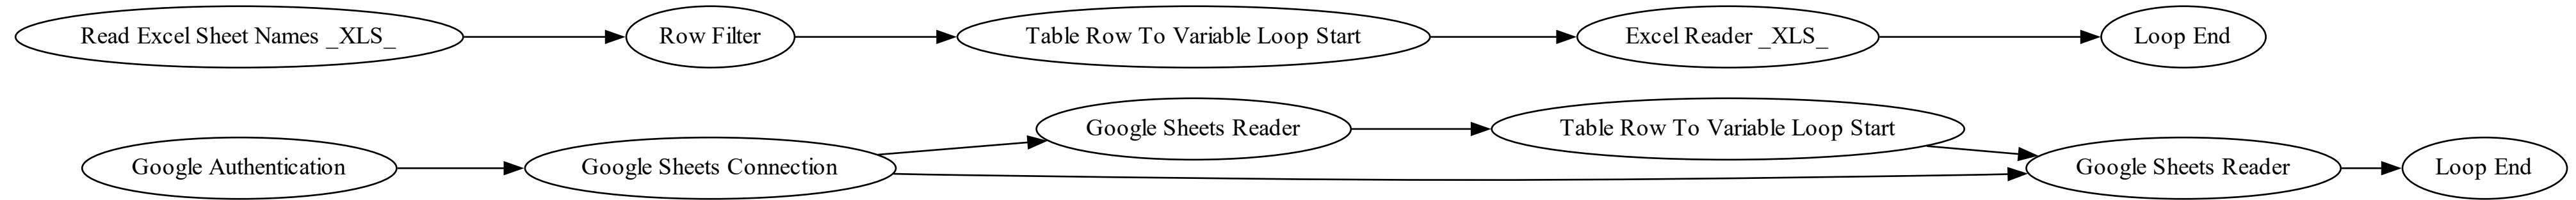 Read Excel Sheet Names _XLS_
Row Filter
Table Row To Variable Loop Start
Excel Reader _XLS_
Loop End
Google Authentication
Google Sheets Connection
Google Sheets Reader
Table Row To Variable Loop Start
Google Sheets Reader
Loop End